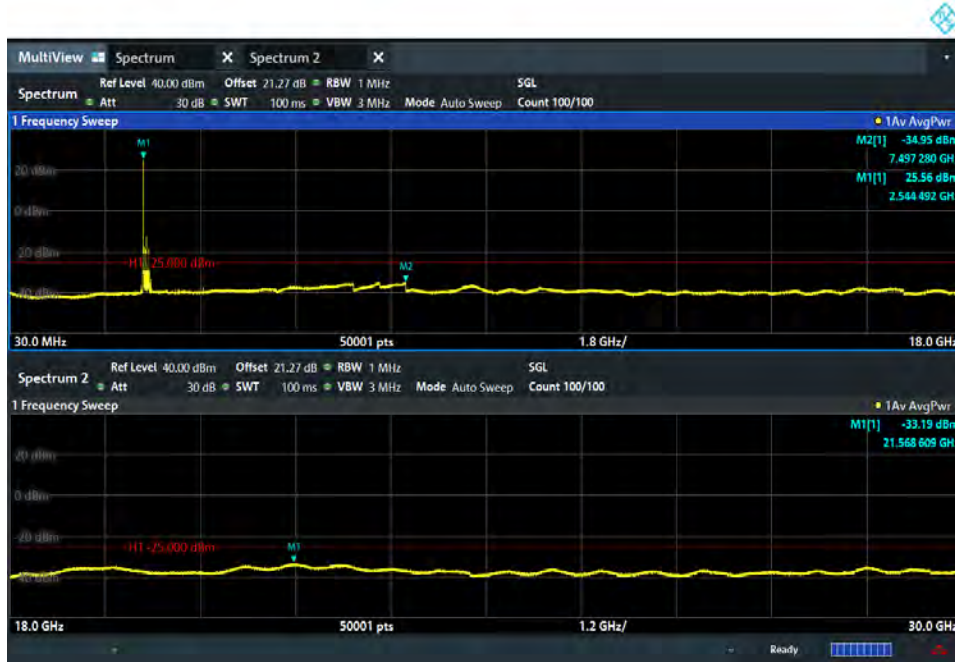 MultiView Spectrum X Spectrum 2 X
Spectrum Ref Level 40.00 dBm Offset 21.27 dB RBW 1 MHz SGL
Att 30 dB SWT 100 ms VBW 3 MHz Mode Auto Sweep Count 100/100
1 Frequency Sweep 1Av AvgPwr
M1 M2[1] -34.95 dBm
7.497 280 GH
20 dBm M1[1] 25.56 dBm
2.544 492 GH
0 dBm
-20 dBm
H1 -25.000 dBm M2
-40 dBm
30.0 MHz 50001 pts 1.8 GHz/ 18.0 GHz
Spectrum 2 Ref Level 40.00 dBm Offset 21.27 dB RBW 1 MHz SGL
Att 30 dB SWT 100 ms VBW 3 MHz Mode Auto Sweep Count 100/100
1 Frequency Sweep 1Av AvgPwr
M1[1] -33.19 dBm
21.568 609 GH
20 dBm
0 dBm
-20 dBm
H1 -25.000 dBm M1
-40 dBm
18.0 GHz 50001 pts 1.2 GHz/ 30.0 GHz
Ready